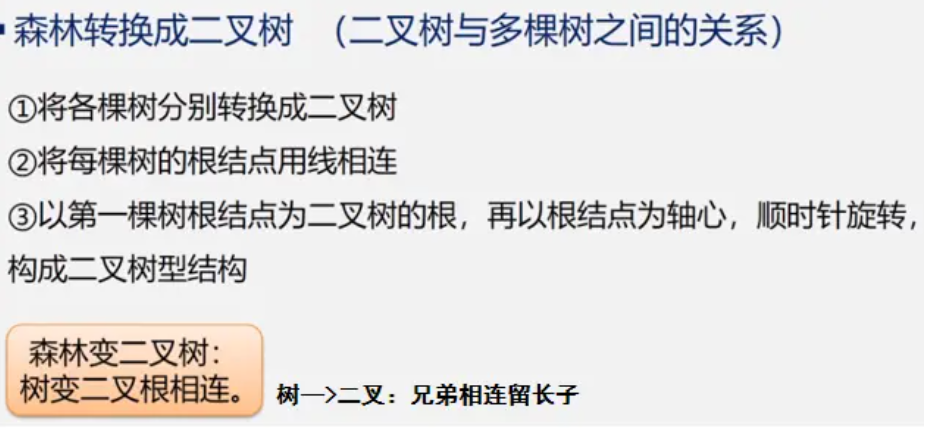 森林转换成二叉树 （二叉树与多棵树之间的关系）
①将各棵树分别转换成二叉树
②将每棵树的根结点用线相连
③以第一棵树根结点为二叉树的根，再以根结点为轴心，顺时针旋转，
构成二叉树型结构
森林变二叉树：
树变二叉根相连。
树—>二叉：兄弟相连留长子